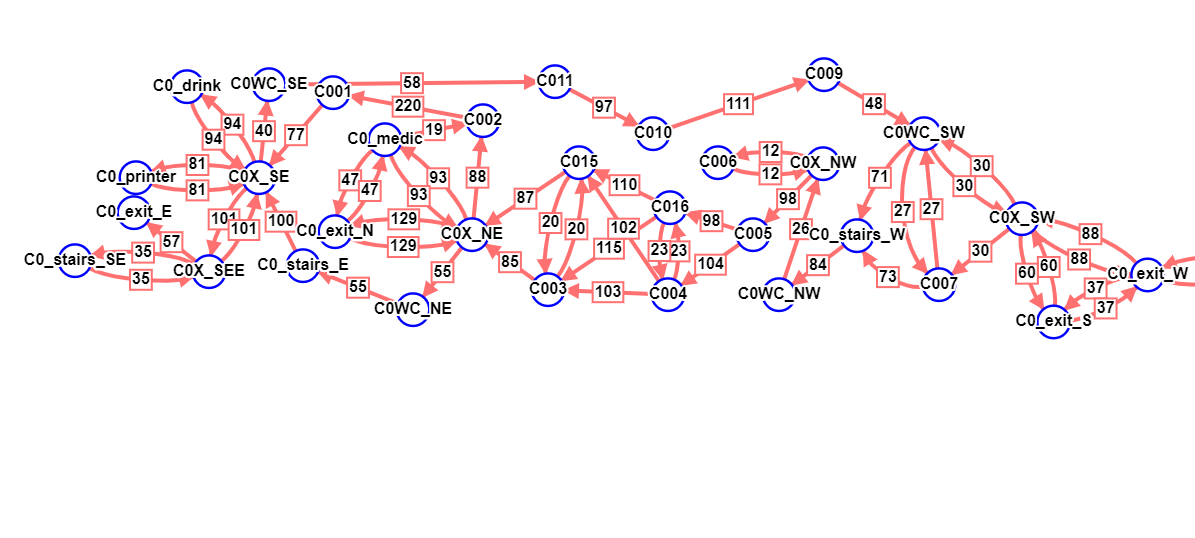 C009
C0_drink
C0WC_SE
C001
58
C011
94
94
40
77
220
C002
97
C010
111
48
C0WC_SW
C0_medic
19
C0_printer
81
81
C0X_SE
47
47
93
93
88
C015
C006
12
12
C0X_NW
71
30
30
C0_exit_E
57
101
101
100
C0_exit_N
129
129
C0X_NE
87
20
20
110
102
C016
98
98
C005
26
C0_stairs_W
27
27
C0X_SW
88
C0_stairs_SE
35
35
C0X_SEE
C0_stairs_E
55
85
115
23
23
104
84
73
30
60
60
88
C0_exit_W
55
C0WC_NE
C003
103
C004
C0WC_NW
C007
37
37
C0_exit_S